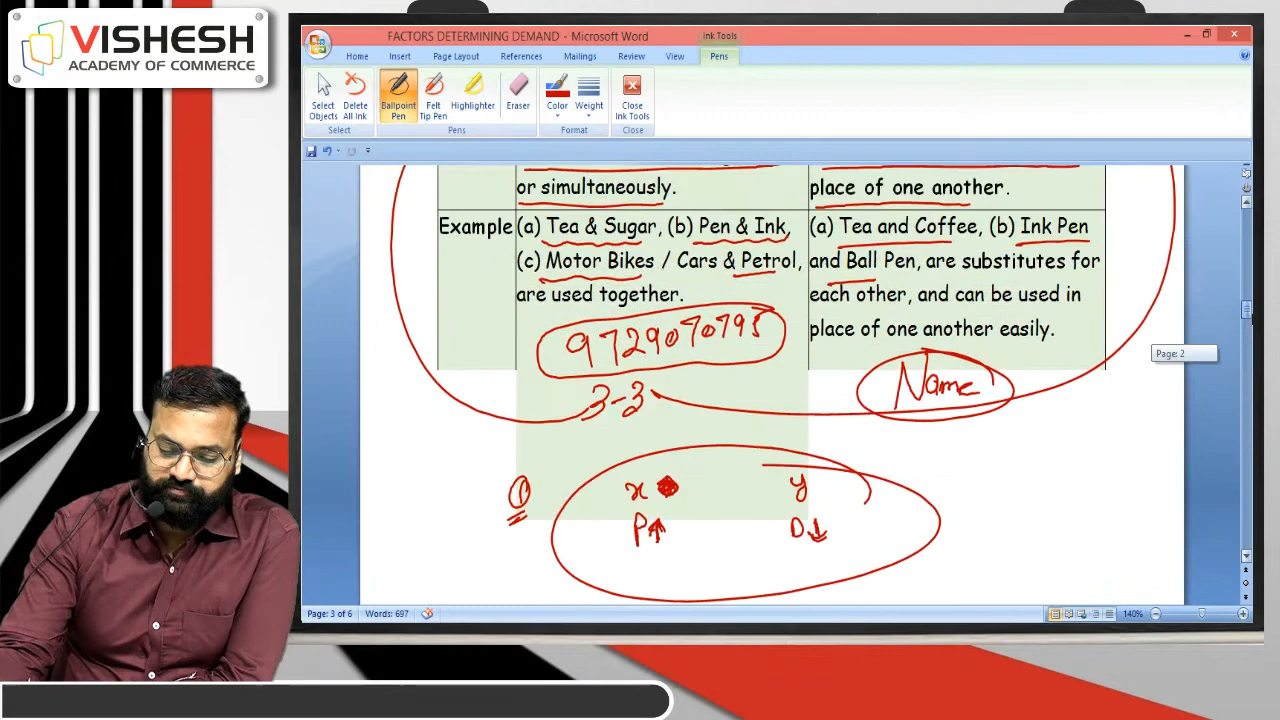 VISHESH
ACADEMY OF COMMERCE
FACTORS DETERMINING DEMAND - Microsoft Word
Ink Tools
Home Insert Page Layout References Mailings Review View Pens
Select Objects
Delete All Ink
Ballpoint Pen
Felt Tip Pen
Highlighter
Eraser
Color
Weight
Close Ink Tools
Select Pens Format Close
or simultaneously.
place of one another.
Example
(a) Tea & Sugar, (b) Pen & Ink,
(c) Motor Bikes / Cars & Petrol,
are used together.
(a) Tea and Coffee, (b) Ink Pen
and Ball Pen, are substitutes for
each other, and can be used in
place of one another easily.
9729070795
3-3
Name
Page: 2
① x y
P↑ D↓
Page: 3 of 6 Words: 697 140%